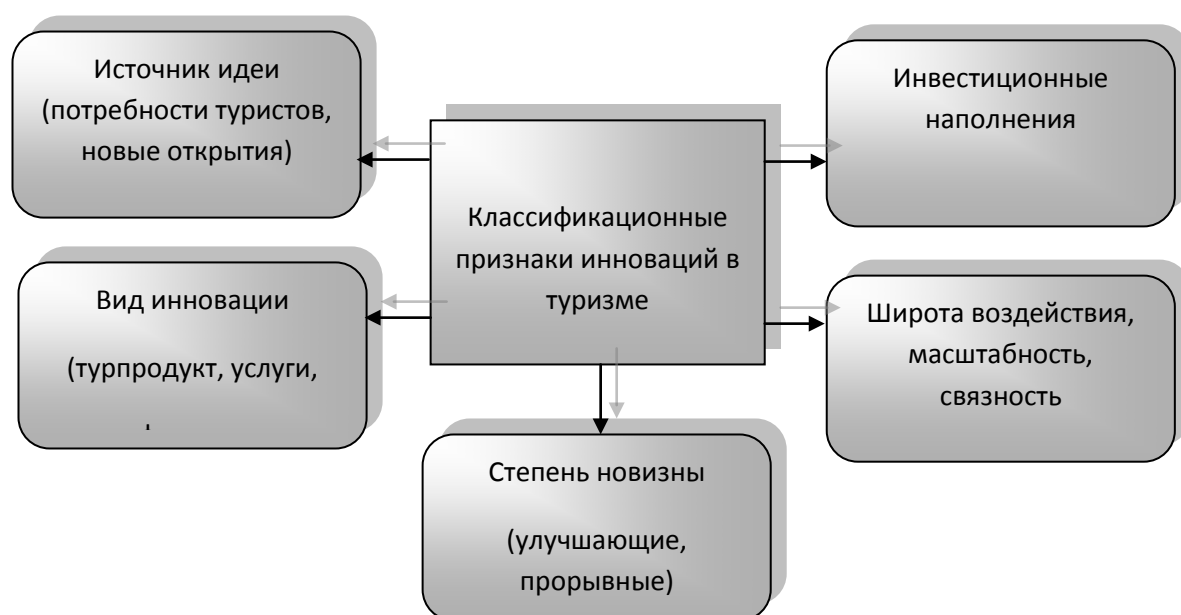 Источник идеи
(потребности туристов,
новые открытия)
Инвестиционные
наполнения
Классификационные
признаки инноваций в
туризме
Вид инновации
(турпродукт, услуги,
Широта воздействия,
масштабность,
связность
Степень новизны
(улучшающие,
прорывные)